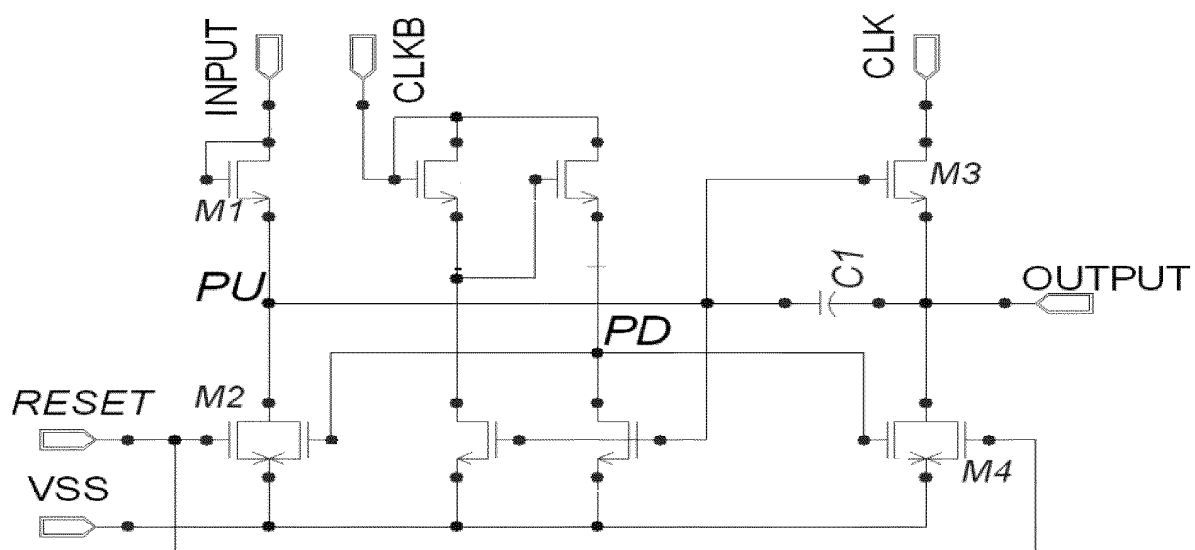 INPUT
CLKB
CLK
M1
M3
PU
C1
OUTPUT
PD
RESET
M2
VSS
M4